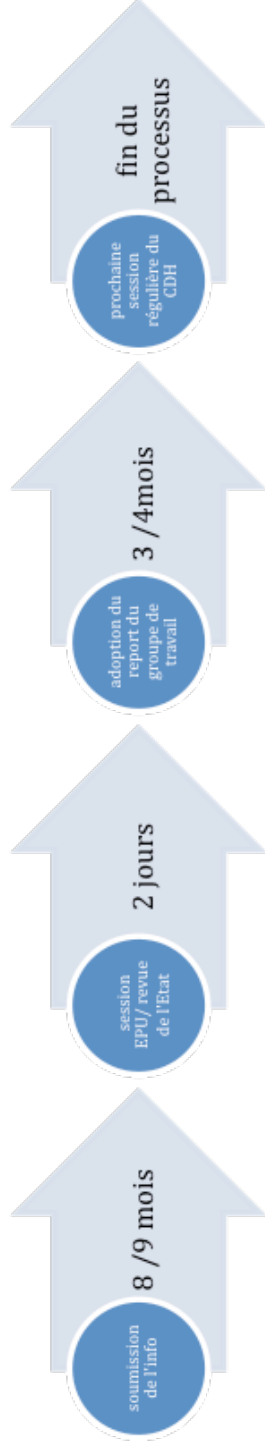 soumission
de l'info
8 /9 mois
session
EPU/ revue
de l'Etat
2 jours
adoption du
report du
groupe de
travail
3 /4mois
prochaine
session
régulière du
CDH
fin du
processus